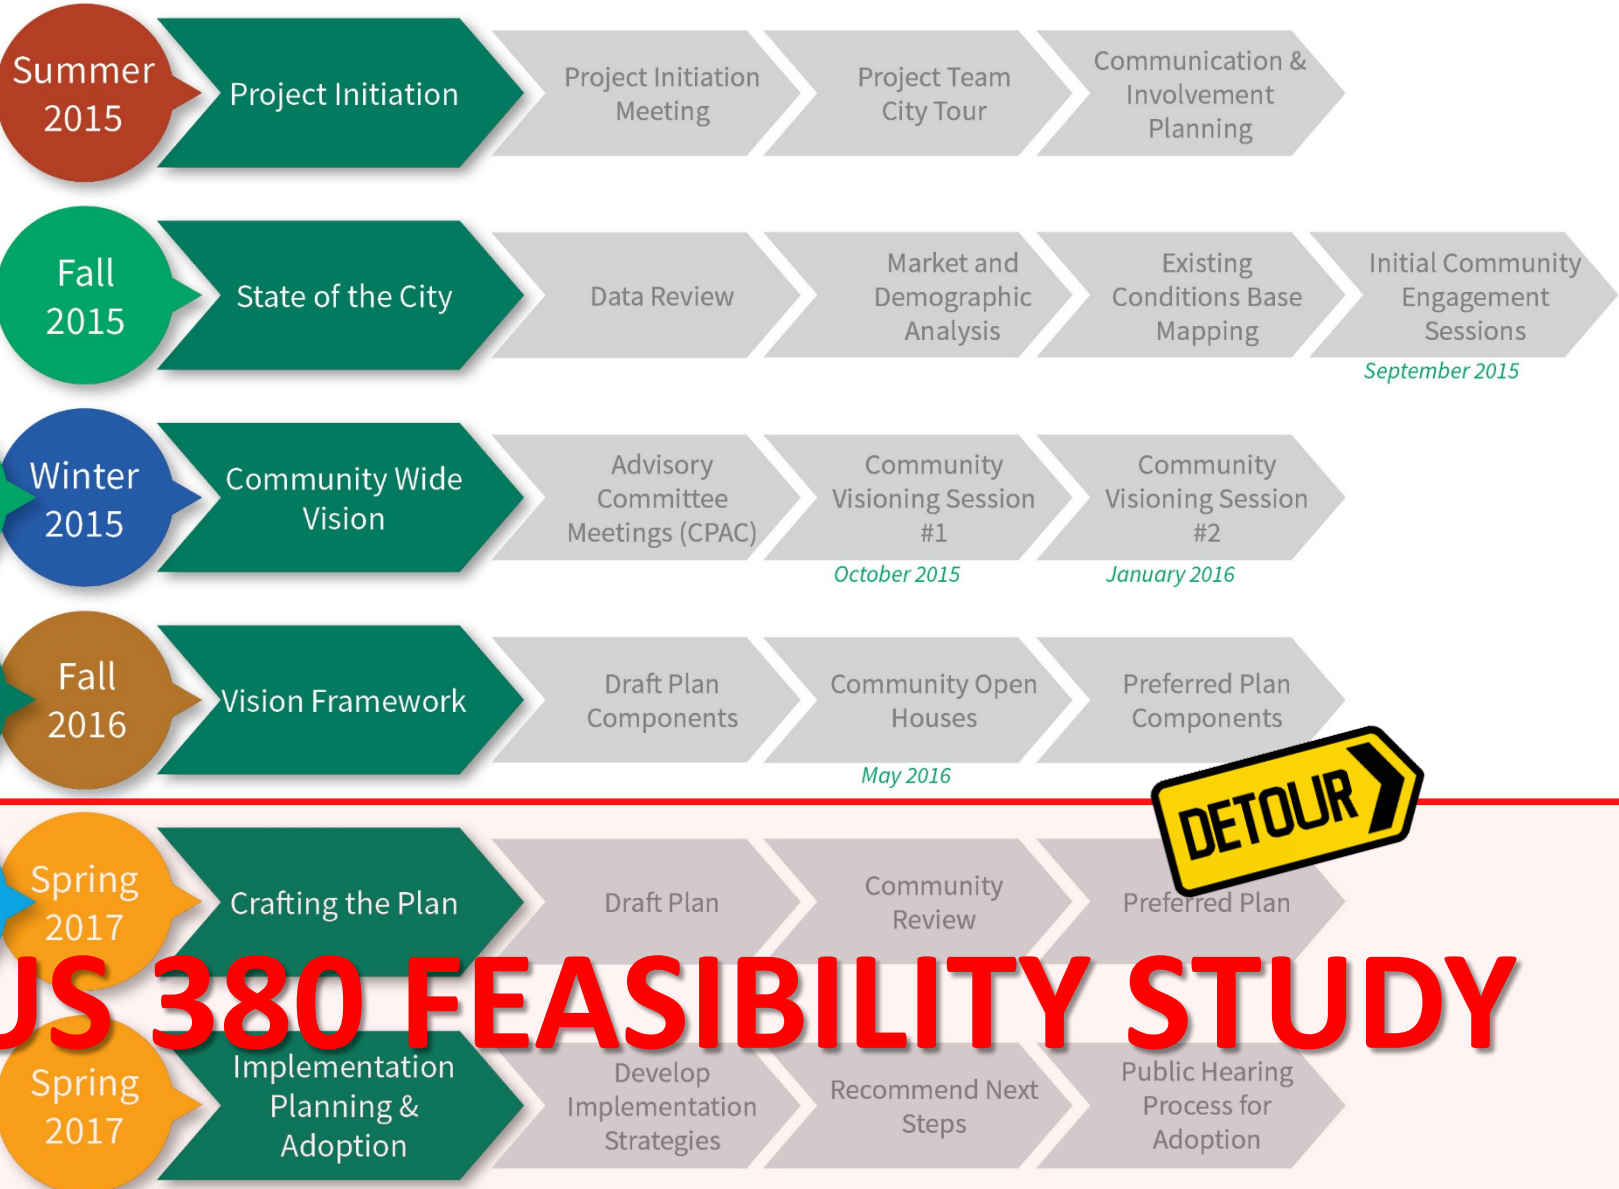 Summer
2015
Project Initiation
Project Initiation
Meeting
Project Team
City Tour
Communication &
Involvement
Planning
Fall
2015
State of the City
Data Review
Market and
Demographic
Analysis
Existing
Conditions Base
Mapping
Initial Community
Engagement
Sessions
September 2015
Winter
2015
Community Wide
Vision
Advisory
Committee
Meetings (CPAC)
Community
Visioning Session
#1
October 2015
Community
Visioning Session
#2
January 2016
Fall
2016
Vision Framework
Draft Plan
Components
Community Open
Houses
May 2016
Preferred Plan
Components
DETOUR
Spring
2017
Crafting the Plan
Draft Plan
Community
Review
Preferred Plan
US 380 FEASIBILITY STUDY
Spring
2017
Implementation
Planning &
Adoption
Develop
Implementation
Strategies
Recommend Next
Steps
Public Hearing
Process for
Adoption